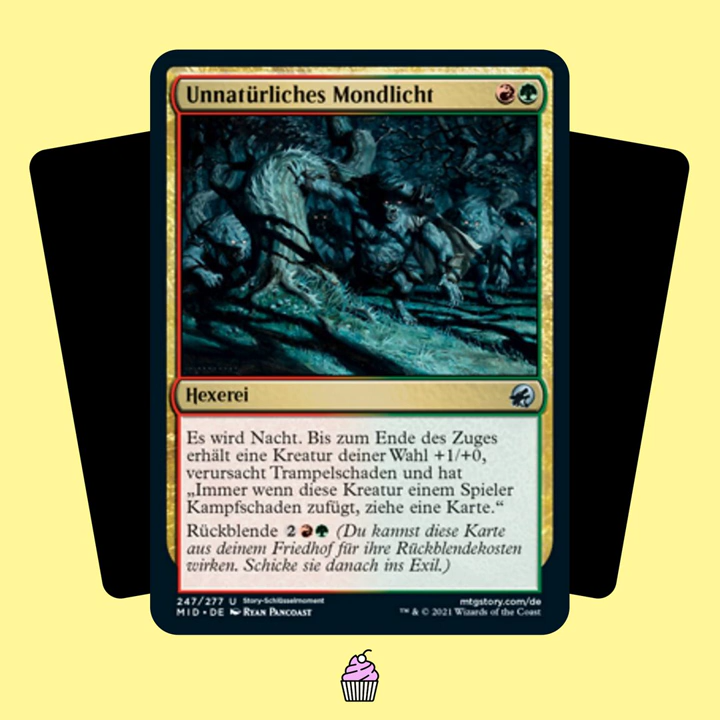 Unnatürliches Mondlicht
Hexerei
Es wird Nacht. Bis zum Ende des Zuges
erhält eine Kreatur deiner Wahl +1/+0,
verursacht Trampelschaden und hat
„Immer wenn diese Kreatur einem Spieler
Kampfschaden zufügt, ziehe eine Karte.“
Rückblende 2 (Du kannst diese Karte
aus deinem Friedhof für ihre Rückblendekosten
wirken. Schicke sie danach ins Exil.)
247/277 U Story-Schlüsselmoment mtgstory.com/de
MID • DE Ryan Pancoast ™ & © 2021 Wizards of the Coast